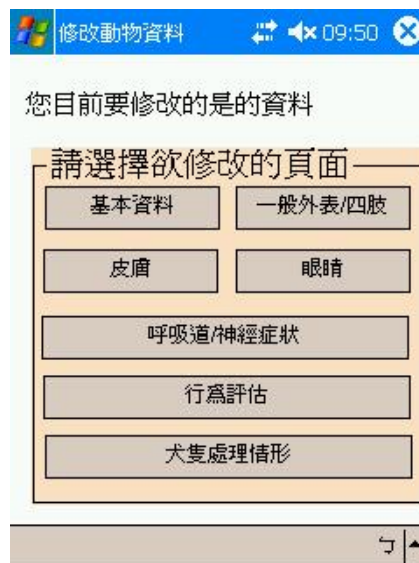 修改動物資料 09:50
您目前要修改的是的資料
請選擇欲修改的頁面
基本資料 一般外表/四肢
皮膚 眼睛
呼吸道/神經症狀
行為評估
犬隻處理情形
ㄅ